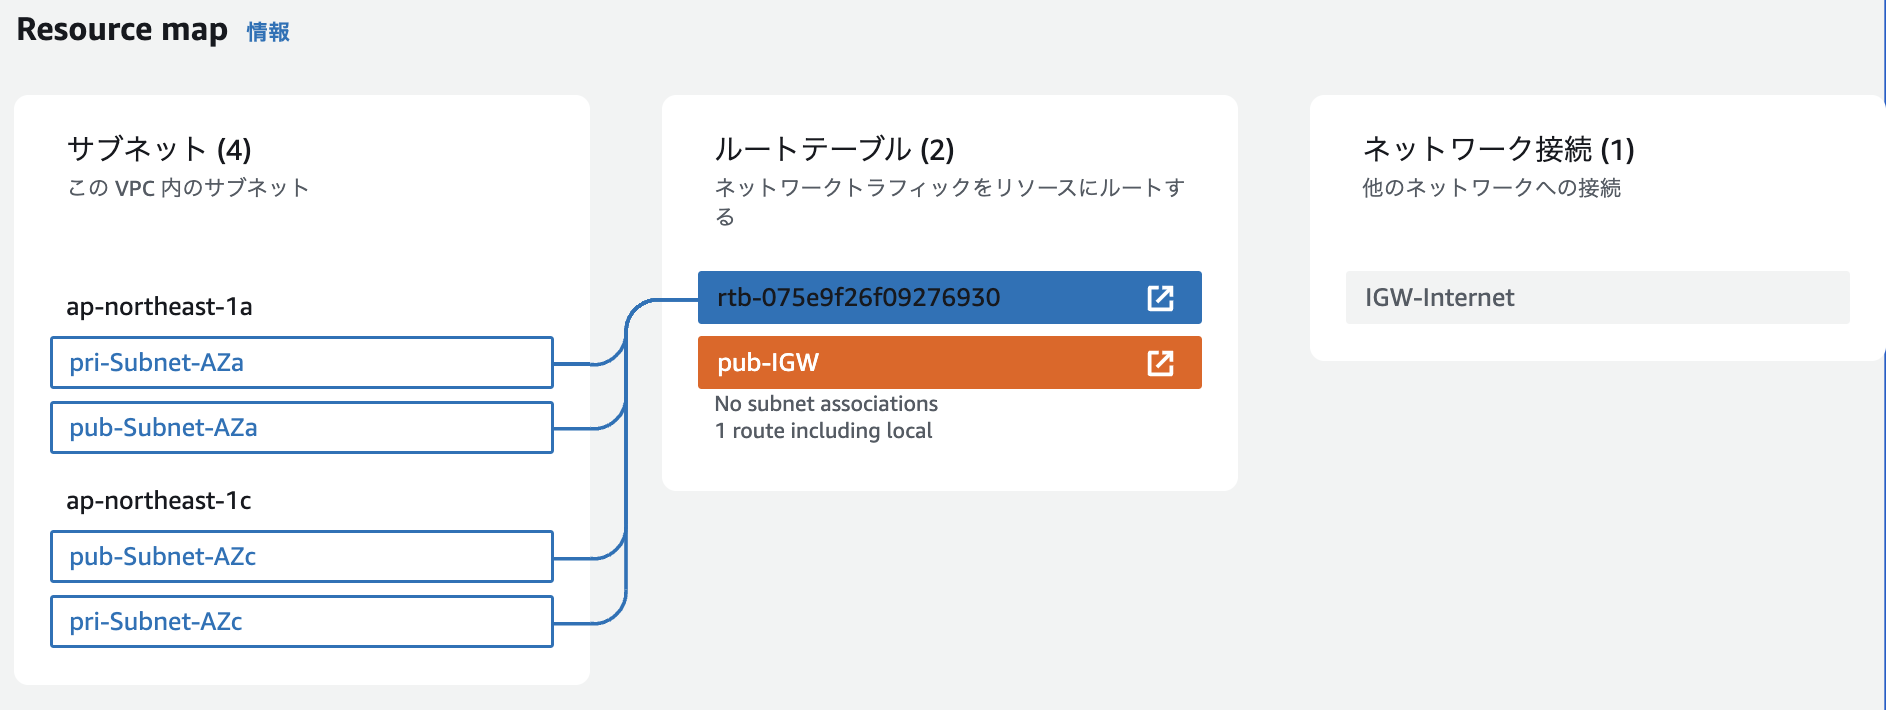 Resource map 情報
サブネット (4)
この VPC 内のサブネット
ap-northeast-1a
pri-Subnet-AZa
pub-Subnet-AZa
ap-northeast-1c
pub-Subnet-AZc
pri-Subnet-AZc
ルートテーブル (2)
ネットワークトラフィックをリソースにルートす
る
rtb-075e9f26f09276930
pub-IGW
No subnet associations
1 route including local
ネットワーク接続 (1)
他のネットワークへの接続
IGW-Internet